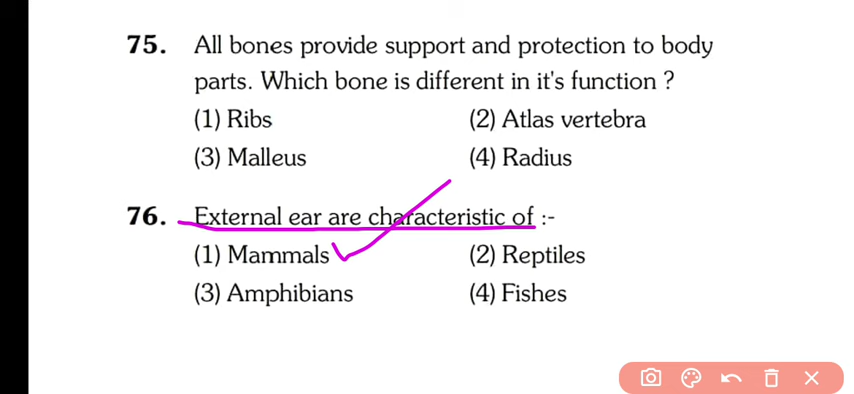 75. All bones provide support and protection to body
parts. Which bone is different in it's function ?
(1) Ribs (2) Atlas vertebra
(3) Malleus (4) Radius
76. External ear are characteristic of :-
(1) Mammals (2) Reptiles
(3) Amphibians (4) Fishes